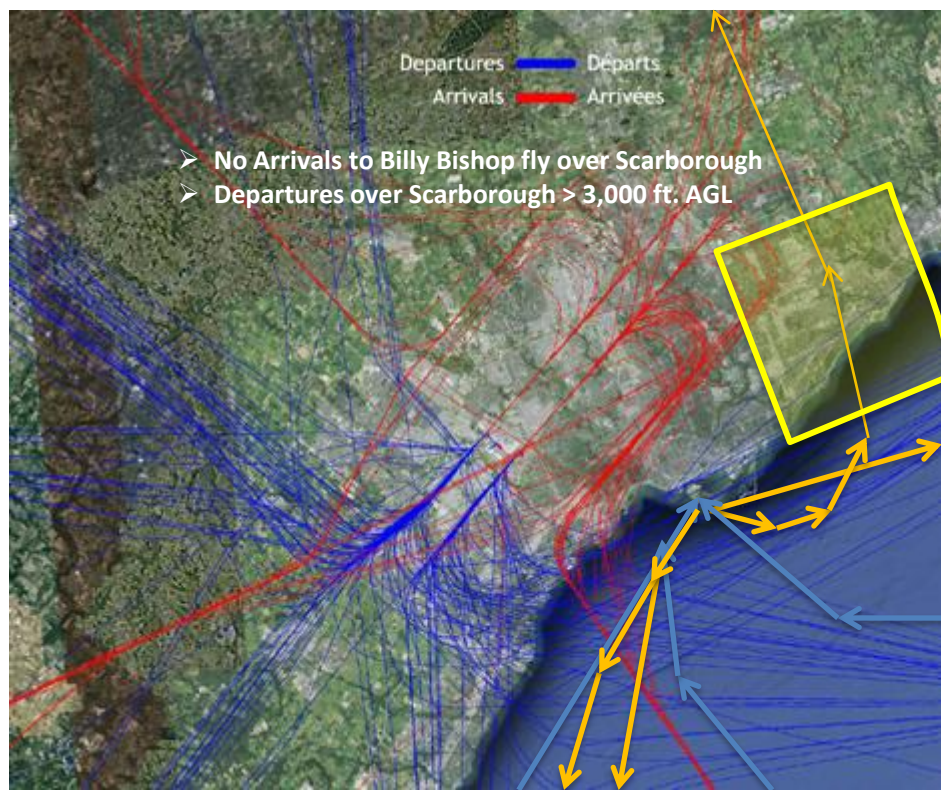 Departures Départs
Arrivals Arrivées
➢ No Arrivals to Billy Bishop fly over Scarborough
➢ Departures over Scarborough > 3,000 ft. AGL